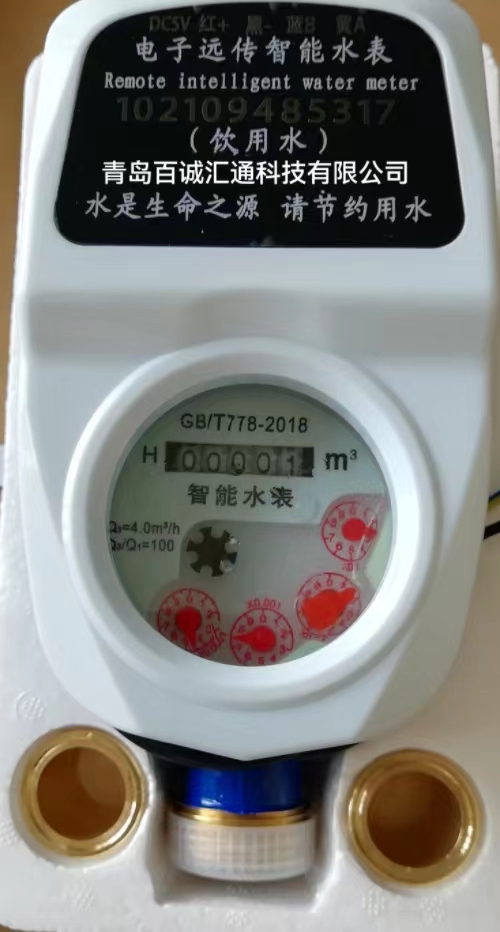 DC5V 红+ 黑- 蓝B 黄A
电子远传智能水表
Remote intelligent water meter
102109485317
(饮用水)
青岛百诚汇通科技有限公司
水是生命之源 请节约用水
GB/T778-2018
H 00001 m³
智能水表
Q₃=4.0m³/h
Q₃/Q₁=100
X0.001